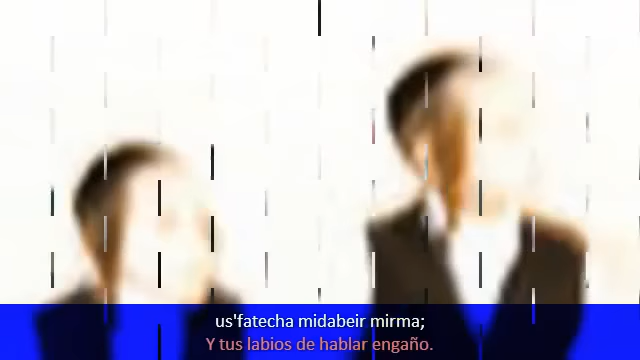 us'fatecha midabeir mirma;
Y tus labios de hablar engaño.